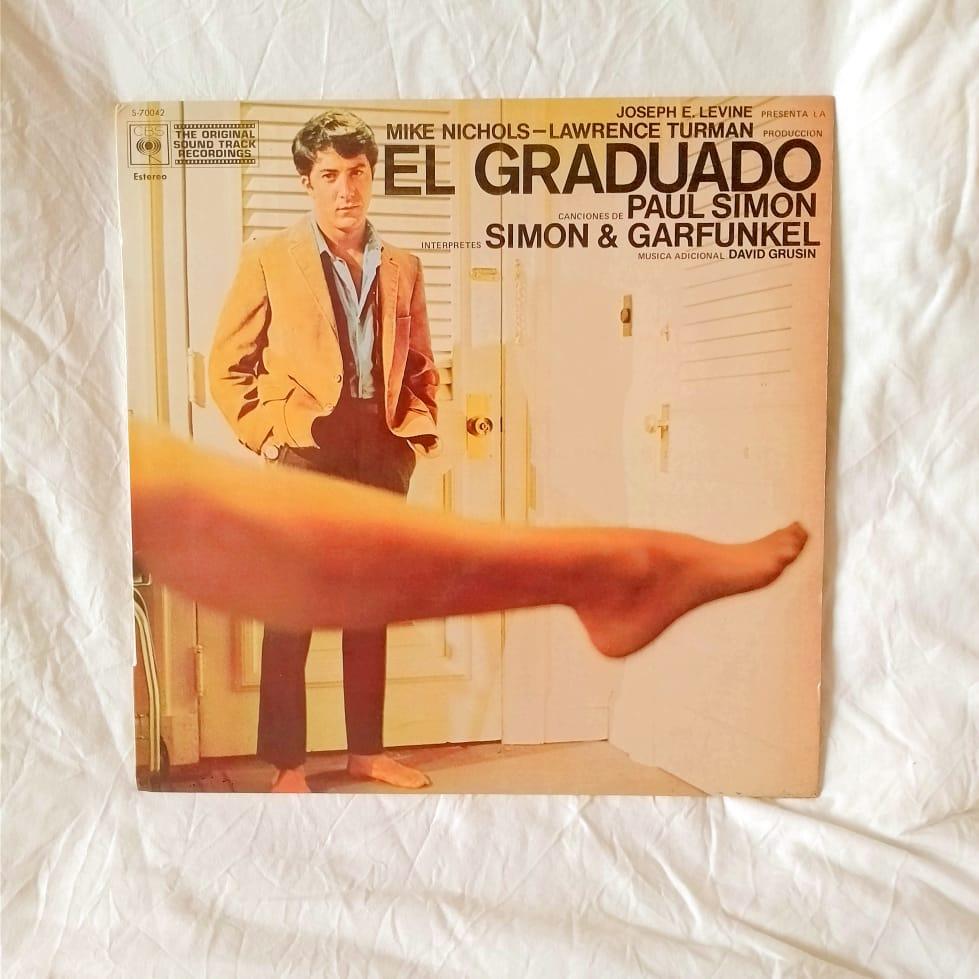 S-70042
CBS
THE ORIGINAL
SOUND TRACK
RECORDINGS
Estereo
JOSEPH E. LEVINE PRESENTA LA
MIKE NICHOLS–LAWRENCE TURMAN PRODUCCION
EL GRADUADO
CANCIONES DE PAUL SIMON
INTERPRETES SIMON & GARFUNKEL
MUSICA ADICIONAL DAVID GRUSIN